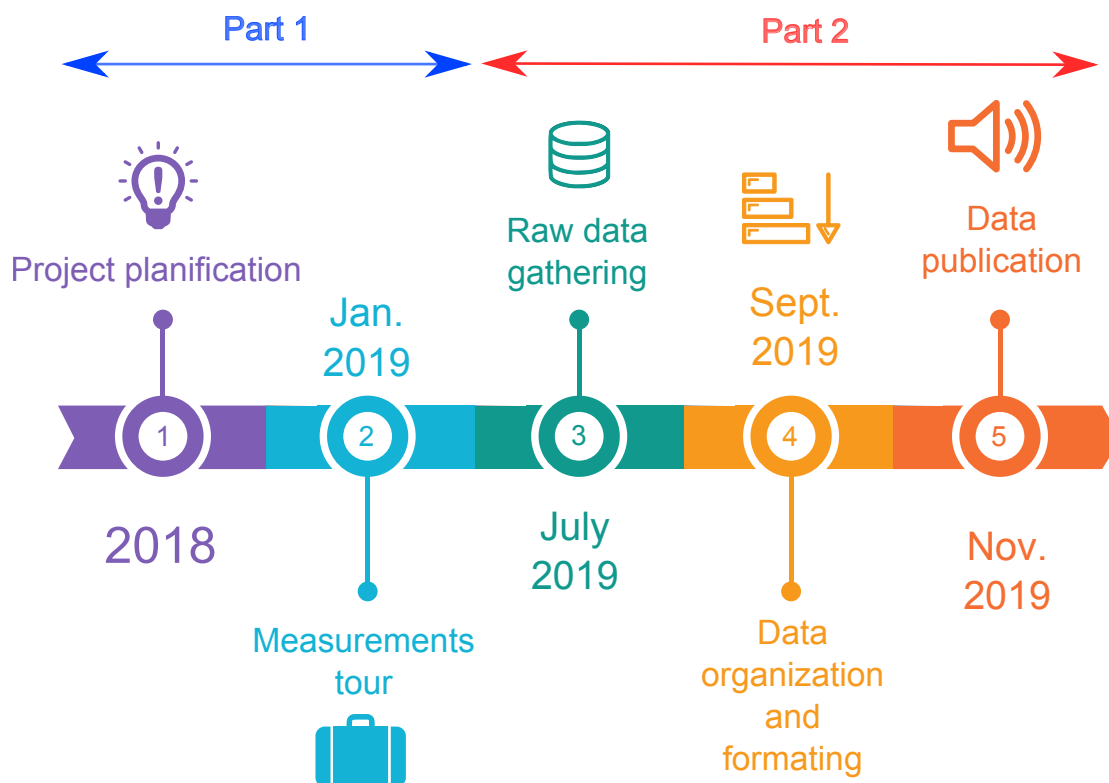 Part 1
Part 2
Project planification
1
2018
Jan.
2019
2
Measurements
tour
Raw data
gathering
3
July
2019
Sept.
2019
4
Data
organization
and
formating
Data
publication
5
Nov.
2019